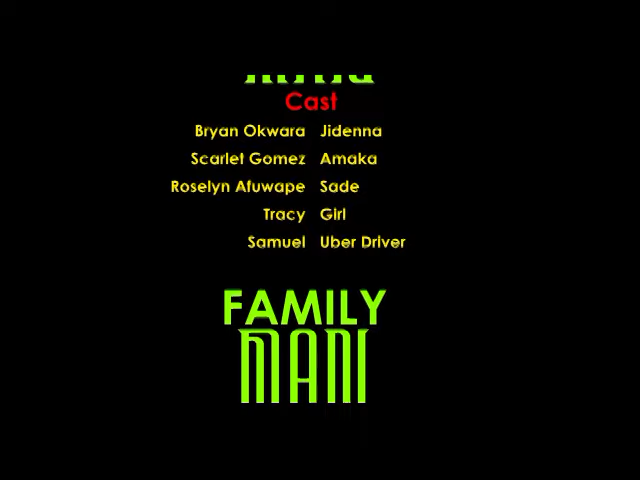 Cast
Bryan Okwara Jidenna
Scarlet Gomez Amaka
Roselyn Afuwape Sade
Tracy Girl
Samuel Uber Driver
FAMILY
MAN